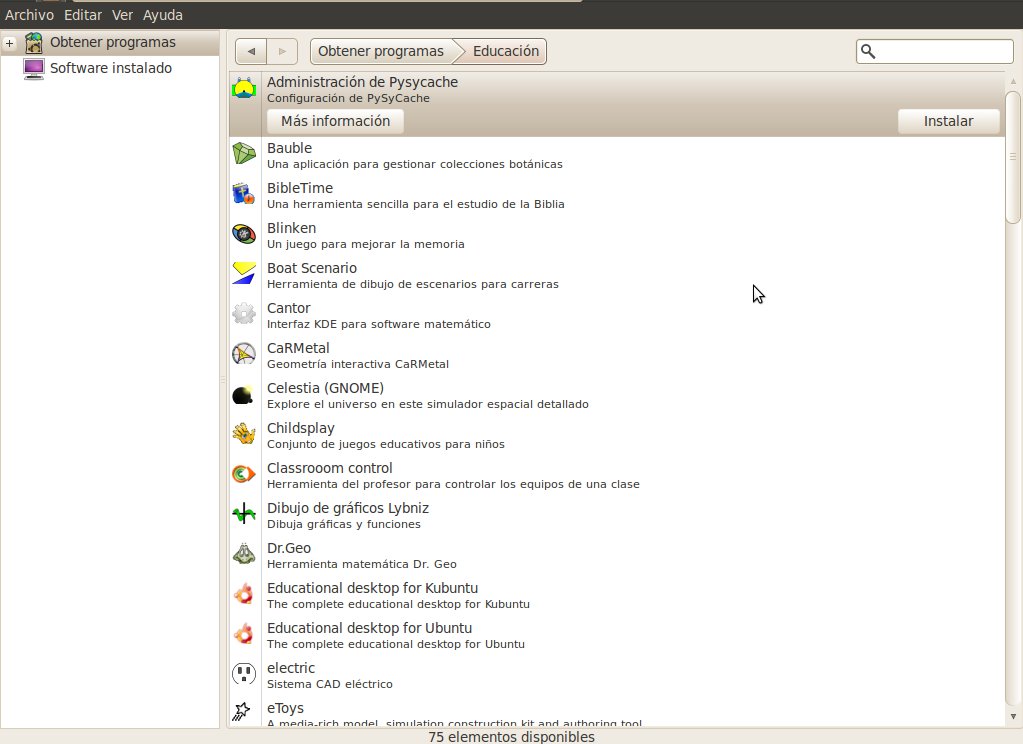 Archivo Editar Ver Ayuda
Obtener programas
Software instalado
Obtener programas Educación
Administración de Pysycache
Configuración de PySyCache
Más información Instalar
Bauble
Una aplicación para gestionar colecciones botánicas
BibleTime
Una herramienta sencilla para el estudio de la Biblia
Blinken
Un juego para mejorar la memoria
Boat Scenario
Herramienta de dibujo de escenarios para carreras
Cantor
Interfaz KDE para software matemático
CaRMetal
Geometría interactiva CaRMetal
Celestia (GNOME)
Explore el universo en este simulador espacial detallado
Childsplay
Conjunto de juegos educativos para niños
Classrooom control
Herramienta del profesor para controlar los equipos de una clase
Dibujo de gráficos Lybniz
Dibuja gráficas y funciones
Dr.Geo
Herramienta matemática Dr. Geo
Educational desktop for Kubuntu
The complete educational desktop for Kubuntu
Educational desktop for Ubuntu
The complete educational desktop for Ubuntu
electric
Sistema CAD eléctrico
eToys
A media-rich model, simulation construction kit and authoring tool
75 elementos disponibles